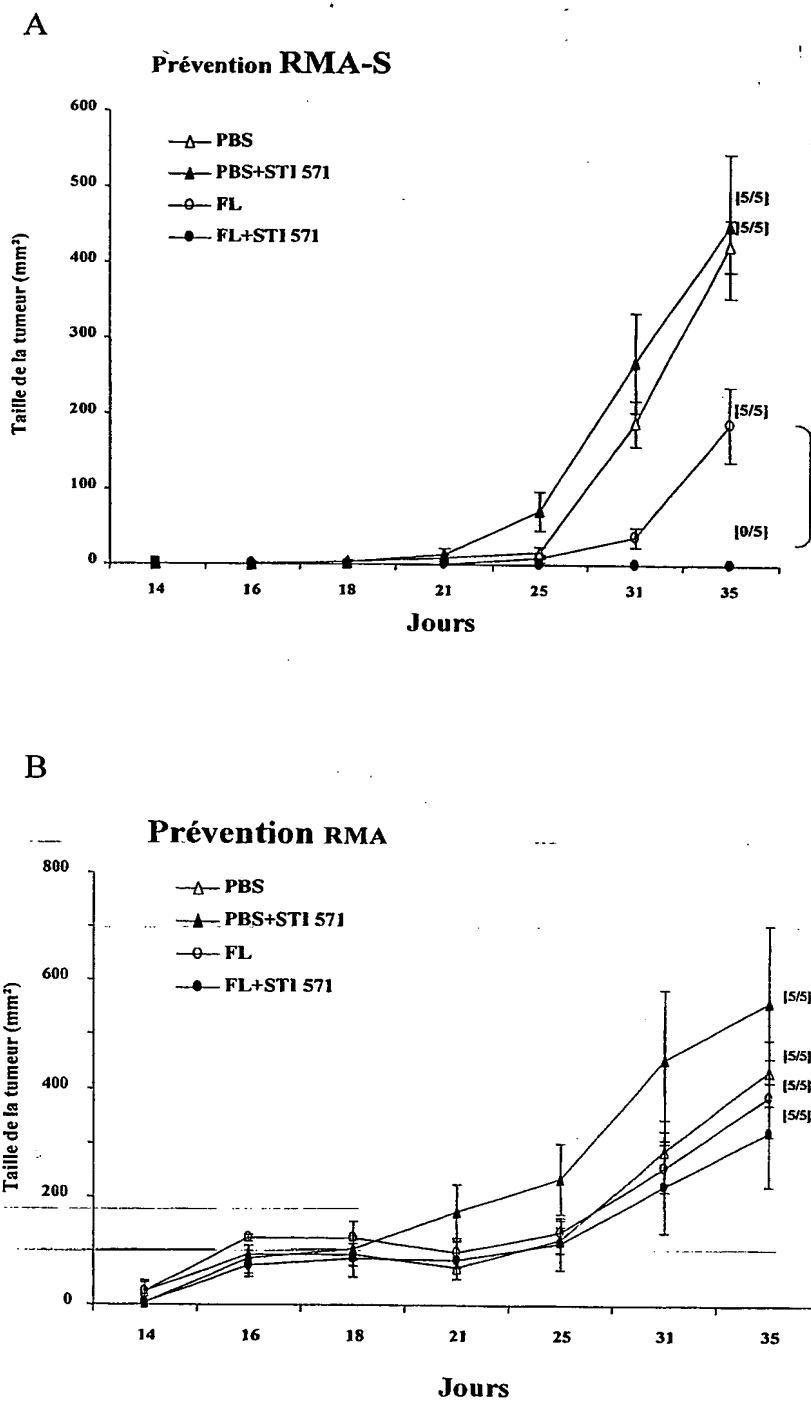 A
Prévention RMA-S
600
500
400
300
200
100
0
Taille de la tumeur (mm²)
PBS
PBS+STI 571
FL
FL+STI 571
[5/5]
[5/5]
[5/5]
[0/5]
14 16 18 21 25 31 35
Jours
B
Prévention RMA
800
600
400
200
0
Taille de la tumeur (mm²)
PBS
PBS+STI 571
FL
FL+STI 571
[5/5]
[5/5]
[5/5]
[5/5]
14 16 18 21 25 31 35
Jours